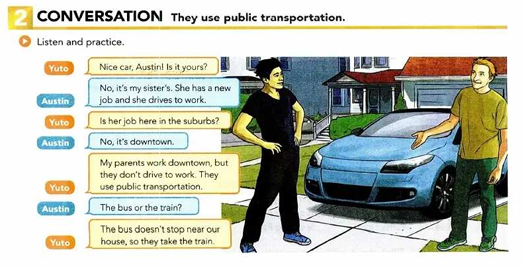 2 CONVERSATION They use public transportation.
Listen and practice.
Yuto Nice car, Austin! Is it yours?
No, it's my sister's. She has a new
Austin job and she drives to work.
Yuto Is her job here in the suburbs?
Austin No, it's downtown.
My parents work downtown, but
they don't drive to work. They
Yuto use public transportation.
Austin The bus or the train?
The bus doesn't stop near our
Yuto house, so they take the train.